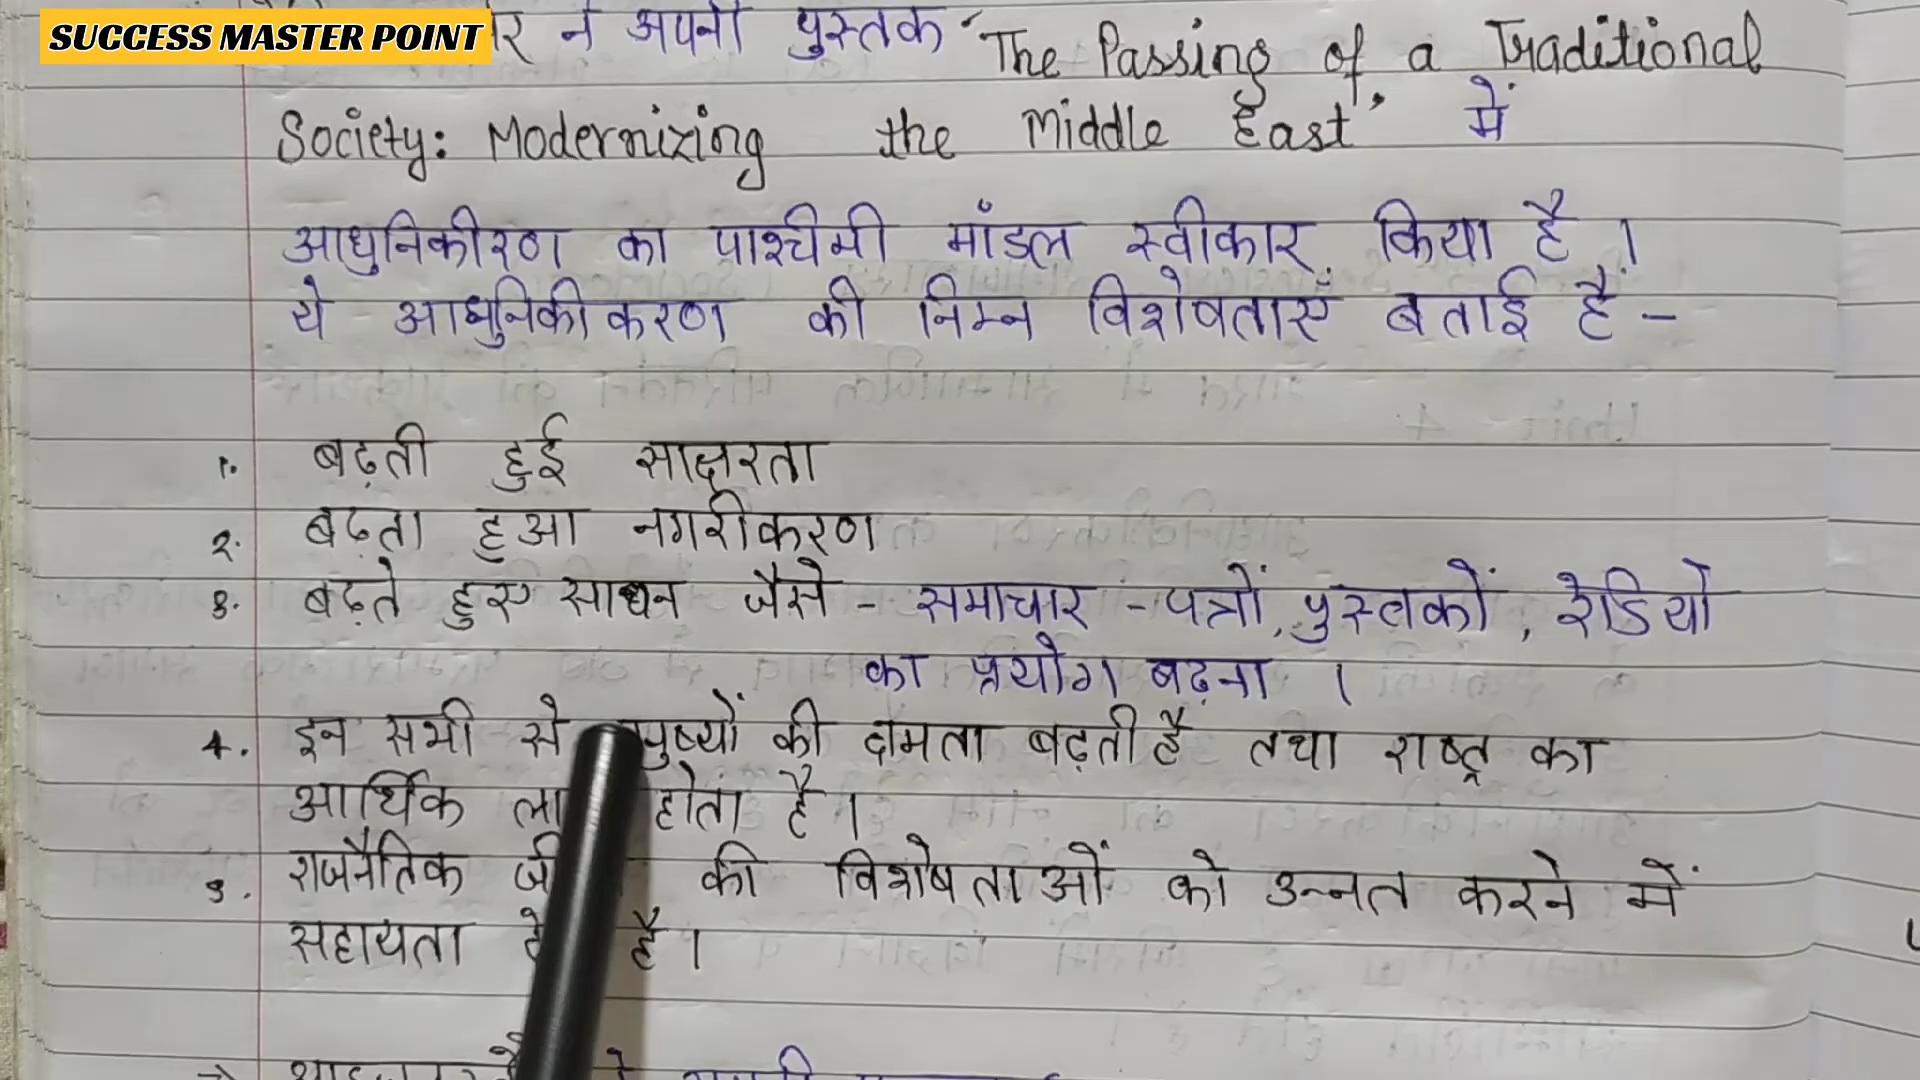 SUCCESS MASTER POINT
ने अपनी पुस्तक 'The Passing of a Traditional
Society: Modernizing the Middle East' में
आधुनिकीरण का पाश्चीमी मॉडल स्वीकार किया है ।
ये आधुनिकीकरण की निम्न विशेषताएँ बताई है -
1. बढ़ती हुई साक्षरता
2. बढ़ता हुआ नगरीकरण
3. बढ़ते हुए साधन जैसे - समाचार - पत्रों, पुस्तकों, रेडियो
का प्रयोग बढ़ना ।
4. इन सभी से की क्षमता बढ़ती है तथा राष्ट्र का
आर्थिक होता है ।
राजनैतिक की विशेषताओं को उन्नत करने में
सहायता है ।